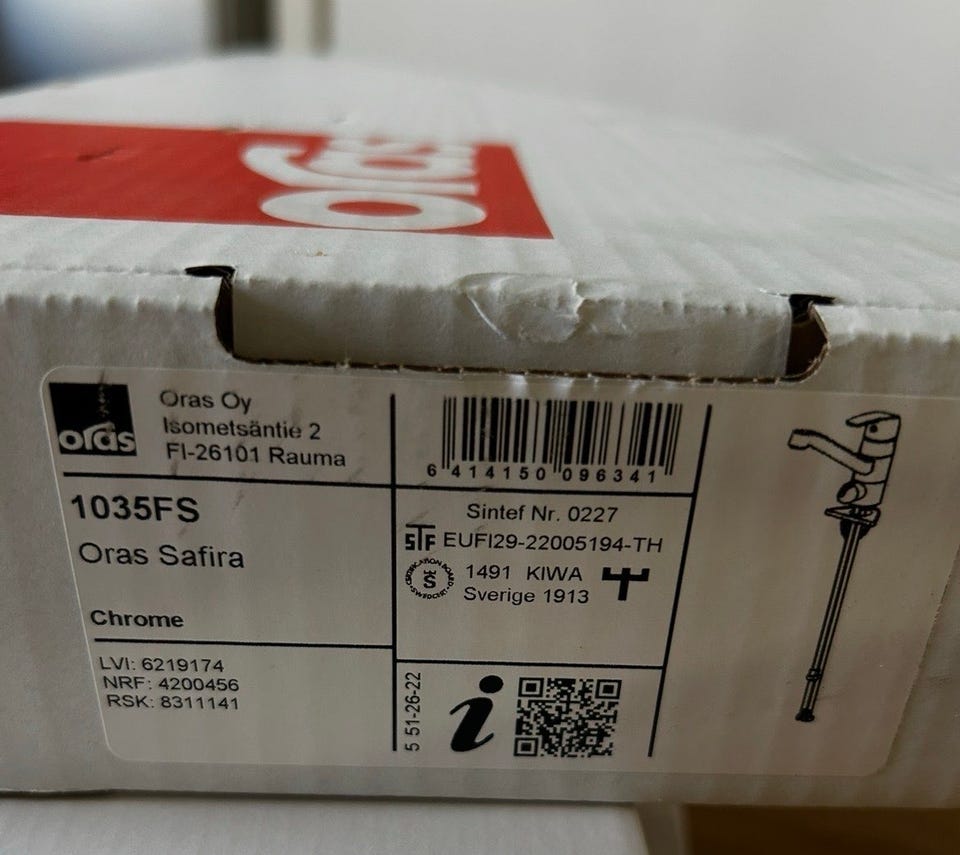 oras
oras
Oras Oy
Isometsäntie 2
FI-26101 Rauma
1035FS
Oras Safira
Chrome
LVI: 6219174
NRF: 4200456
RSK: 8311141
6 414150 096341
Sintef Nr. 0227
STF EUFI29-22005194-TH
1491 KIWA
Sverige 1913
5 51-26-22
i